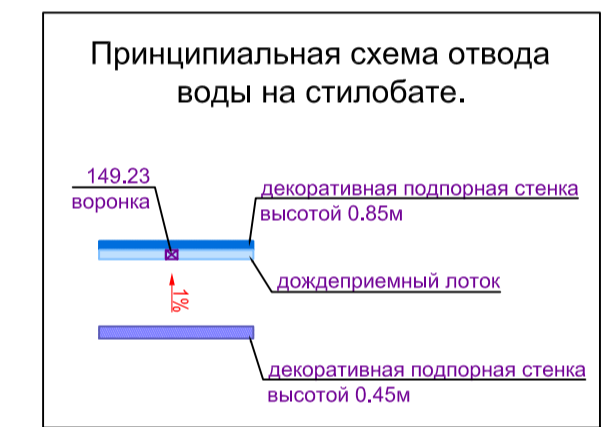 Принципиальная схема отвода
воды на стилобате.
149.23
воронка
декоративная подпорная стенка
высотой 0.85м
дождеприемный лоток
1%
декоративная подпорная стенка
высотой 0.45м